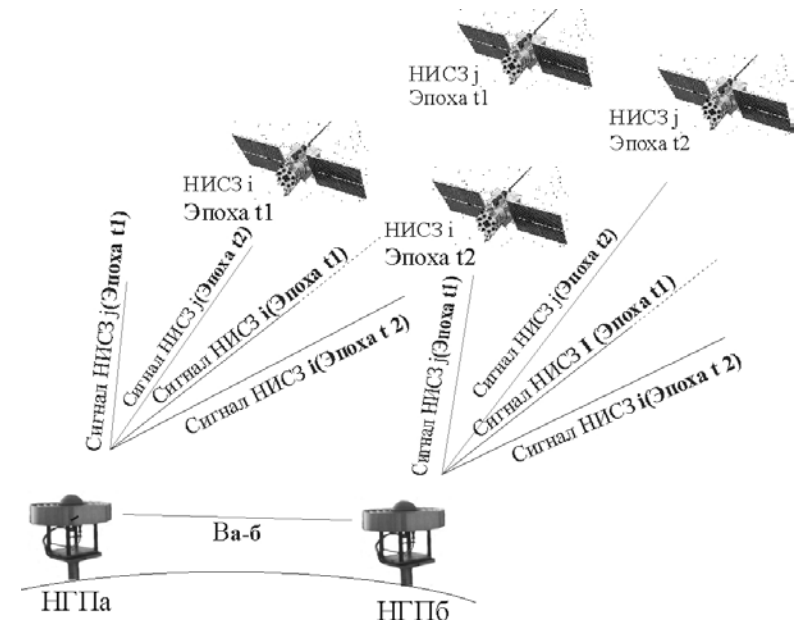 НИСЗ j
Эпоха t1
НИСЗ j
Эпоха t2
НИСЗ i
Эпоха t1
НИСЗ i
Эпоха t2
Сигнал НИСЗ j(Эпоха t1)
Сигнал НИСЗ j(Эпоха t2)
Сигнал НИСЗ i(Эпоха t1)
Сигнал НИСЗ i(Эпоха t 2)
Сигнал НИСЗ j(Эпоха t1)
Сигнал НИСЗ j(Эпоха t2)
Сигнал НИСЗ I (Эпоха t1)
Сигнал НИСЗ i(Эпоха t 2)
Ва-б
НГПа
НГПб